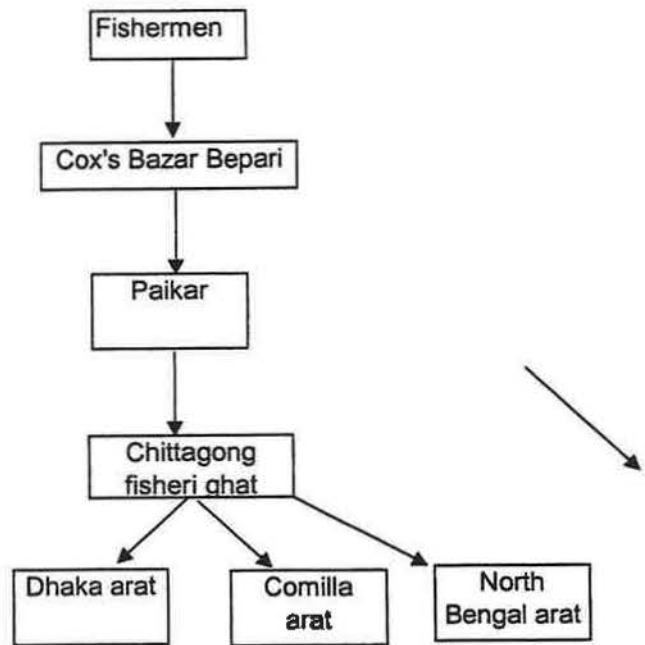 Fishermen
Cox's Bazar Bepari
Paikar
Chittagong
fisheri ghat
Dhaka arat
Comilla
arat
North
Bengal arat